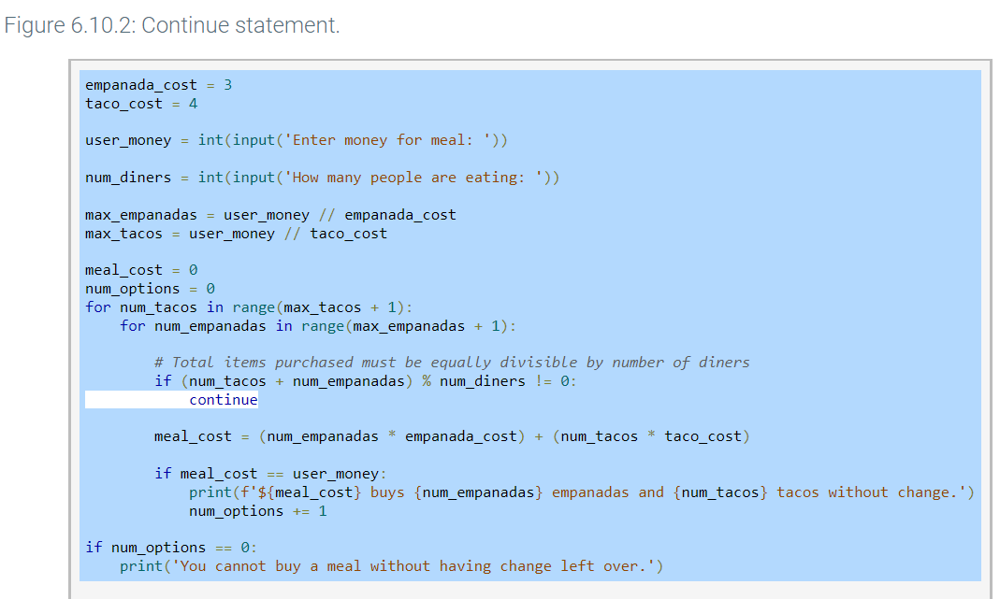 Figure 6.10.2: Continue statement.
empanada_cost = 3
taco_cost = 4
user_money = int(input('Enter money for meal: '))
num_diners = int(input('How many people are eating: '))
max_empanadas = user_money // empanada_cost
max_tacos = user_money // taco_cost
meal_cost = 0
num_options = 0
for num_tacos in range(max_tacos + 1):
    for num_empanadas in range(max_empanadas + 1):
        # Total items purchased must be equally divisible by number of diners
        if (num_tacos + num_empanadas) % num_diners != 0:
            continue
        meal_cost = (num_empanadas * empanada_cost) + (num_tacos * taco_cost)
        if meal_cost == user_money:
            print(f'${meal_cost} buys {num_empanadas} empanadas and {num_tacos} tacos without change.')
            num_options += 1
if num_options == 0:
    print('You cannot buy a meal without having change left over.')